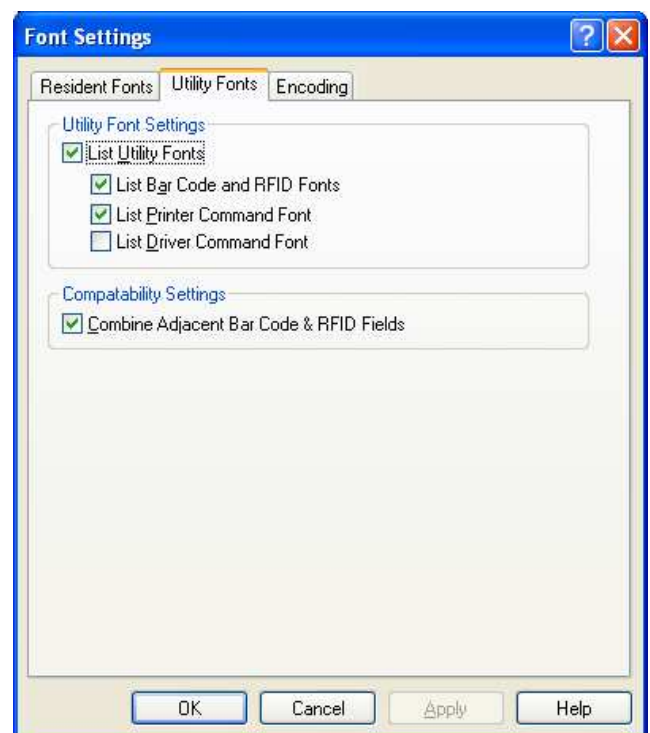 Font Settings
Resident Fonts Utility Fonts Encoding
Utility Font Settings
List Utility Fonts
List Bar Code and RFID Fonts
List Printer Command Font
List Driver Command Font
Compatability Settings
Combine Adjacent Bar Code & RFID Fields
OK Cancel Apply Help